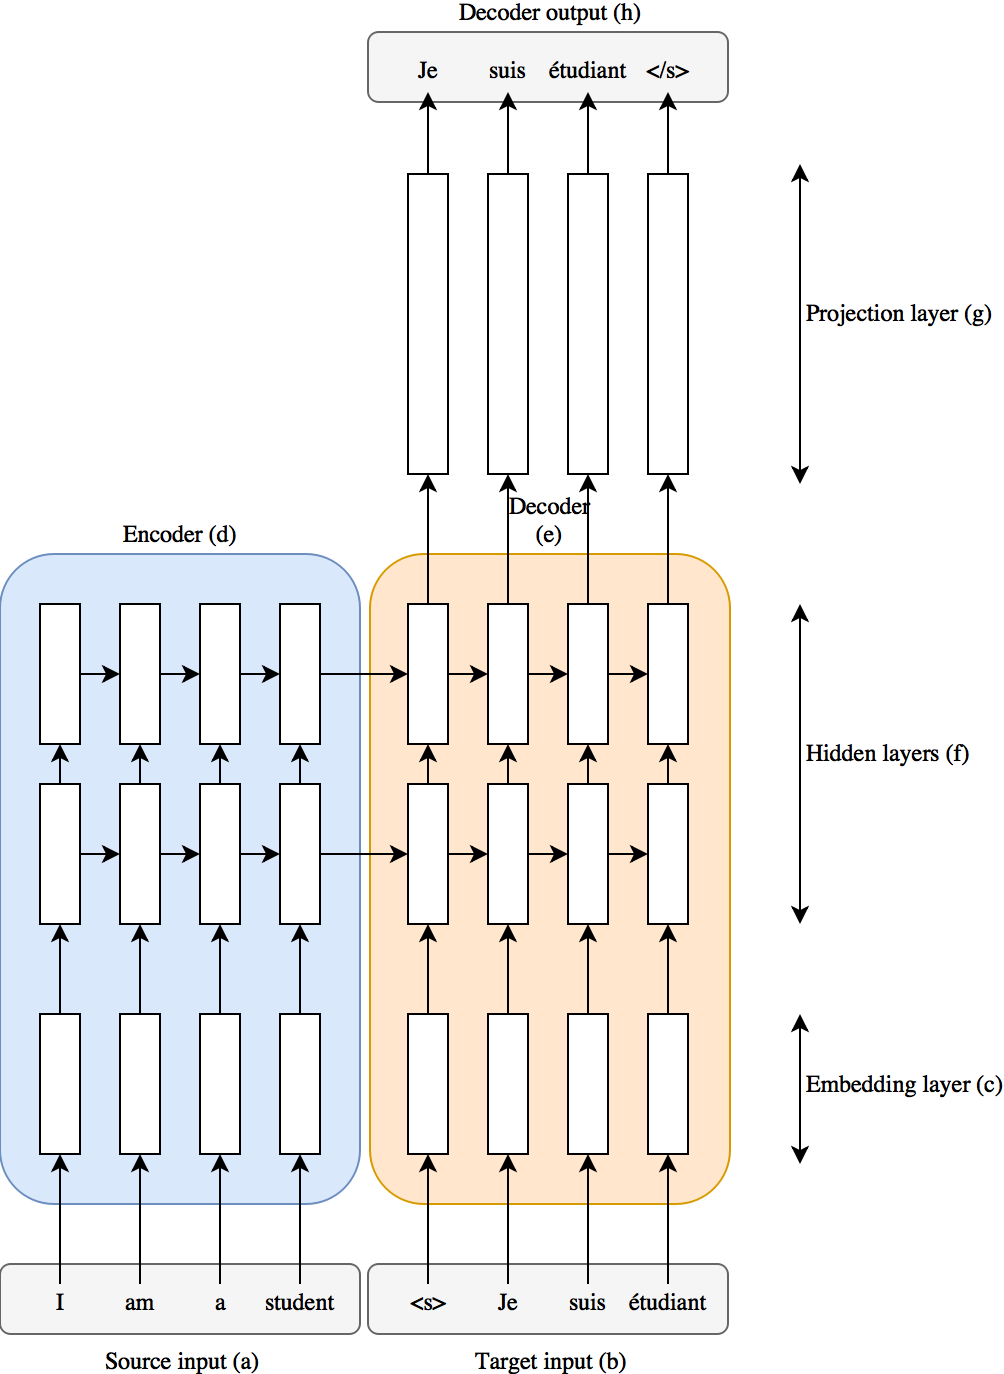 Decoder output (h)
Je suis étudiant </s>
Projection layer (g)
Decoder
(e)
Encoder (d)
Hidden layers (f)
Embedding layer (c)
I am a student
<s> Je suis étudiant
Source input (a)
Target input (b)